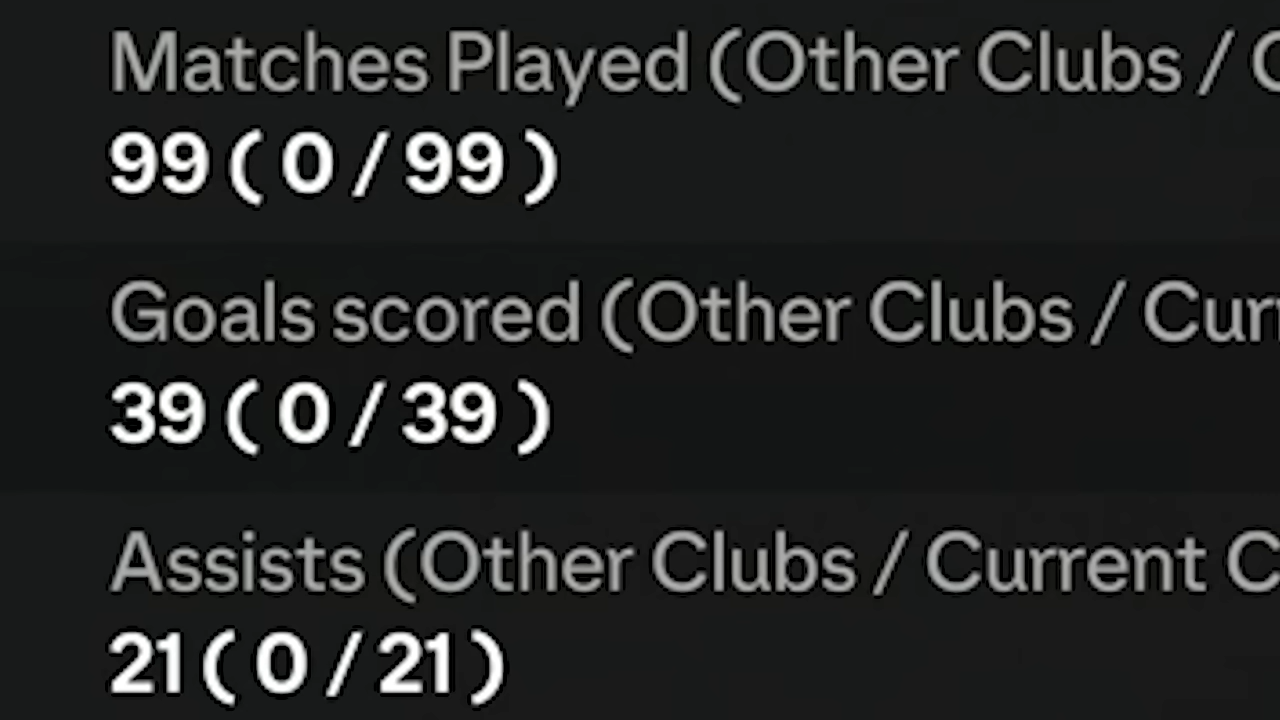 Matches Played (Other Clubs /
99 ( 0 / 99 )
Goals scored (Other Clubs / Curr
39 ( 0 / 39 )
Assists (Other Clubs / Current C
21 ( 0 / 21 )